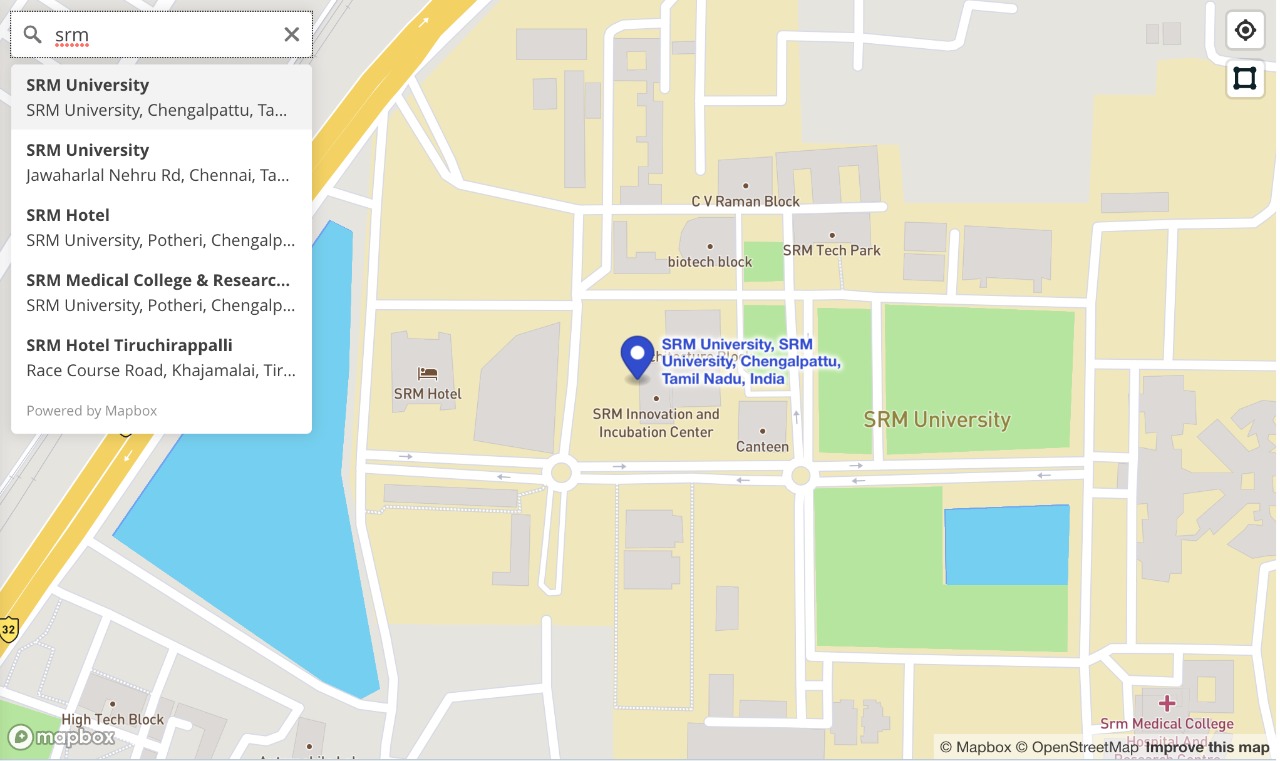 srm
SRM University
SRM University, Chengalpattu, Ta...
SRM University
Jawaharlal Nehru Rd, Chennai, Ta...
SRM Hotel
SRM University, Potheri, Chengalp...
SRM Medical College & Researc...
SRM University, Potheri, Chengalp...
SRM Hotel Tiruchirappalli
Race Course Road, Khajamalai, Tir...
Powered by Mapbox
C V Raman Block
SRM Tech Park
biotech block
SRM University, SRM
University, Chengalpattu,
Tamil Nadu, India
SRM Hotel
SRM Innovation and
Incubation Center
Canteen
SRM University
32
High Tech Block
mapbox
Srm Medical College
Hospital And
Research Centre
© Mapbox © OpenStreetMap Improve this map